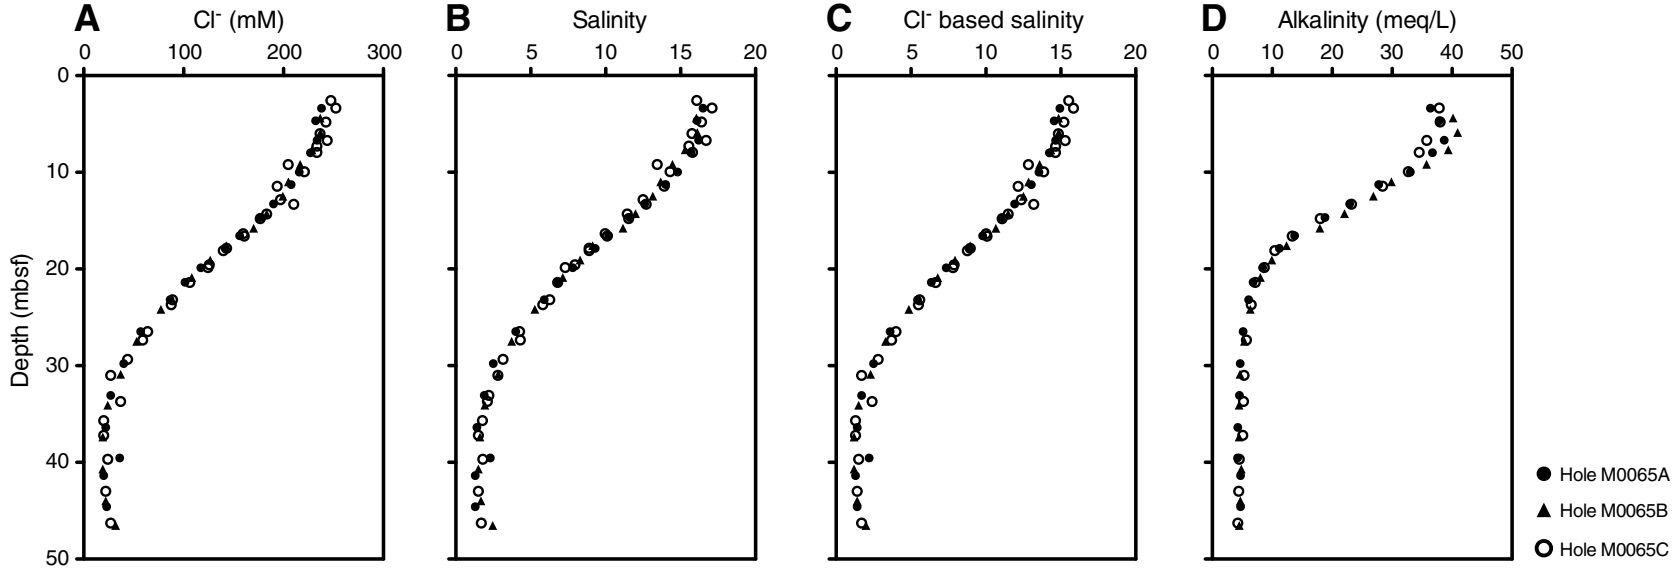 A Cl⁻ (mM) B Salinity C Cl⁻ based salinity D Alkalinity (meq/L)
0 100 200 300 0 5 10 15 20 0 5 10 15 20 0 10 20 30 40 50
0
10
20
30
40
50
Depth (mbsf)
Hole M0065A
Hole M0065B
Hole M0065C